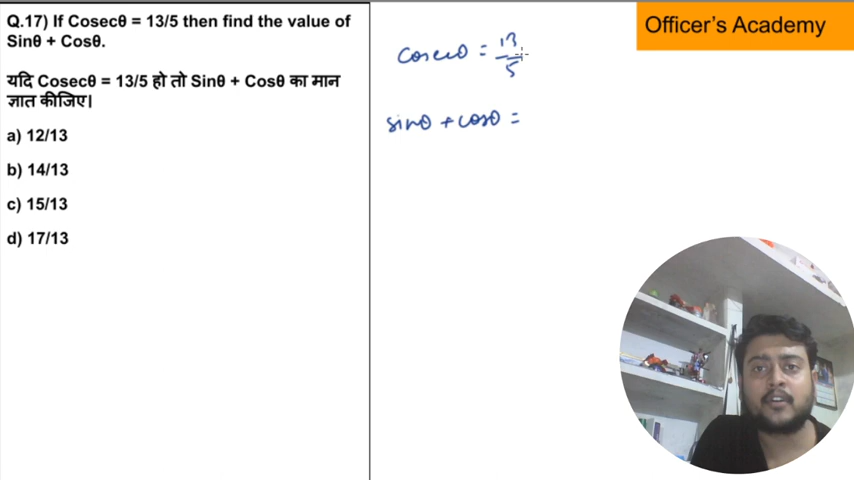 Q.17) If Cosecθ = 13/5 then find the value of
Sinθ + Cosθ.
यदि Cosecθ = 13/5 हो तो Sinθ + Cosθ का मान
ज्ञात कीजिए।
a) 12/13
b) 14/13
c) 15/13
d) 17/13
cosecθ = 13/5
sinθ + cosθ =
Officer's Academy